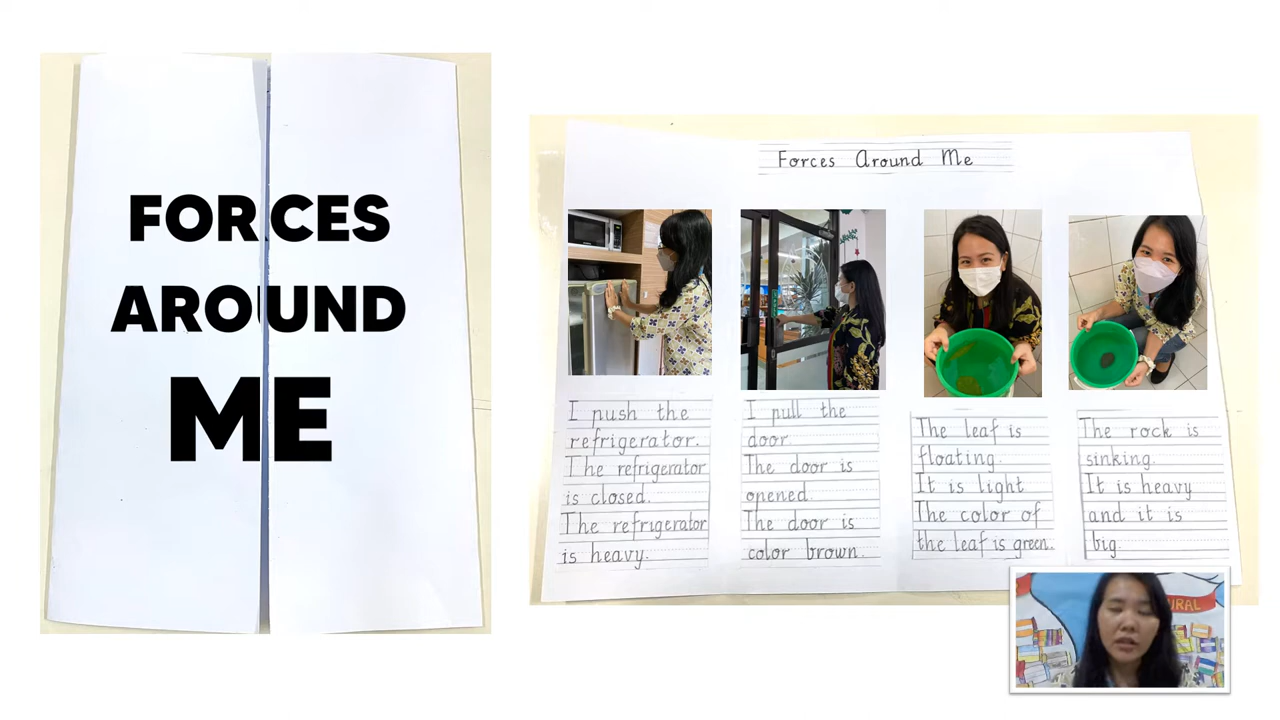 FORCES
AROUND
ME
Forces Around Me
I push the
refrigerator.
The refrigerator
is closed.
The refrigerator
is heavy.
I pull the
door.
The door is
opened.
The door is
color brown.
The leaf is
floating.
It is light
The color of
the leaf is green.
The rock is
sinking.
It is heavy
and it is
big.
URAL